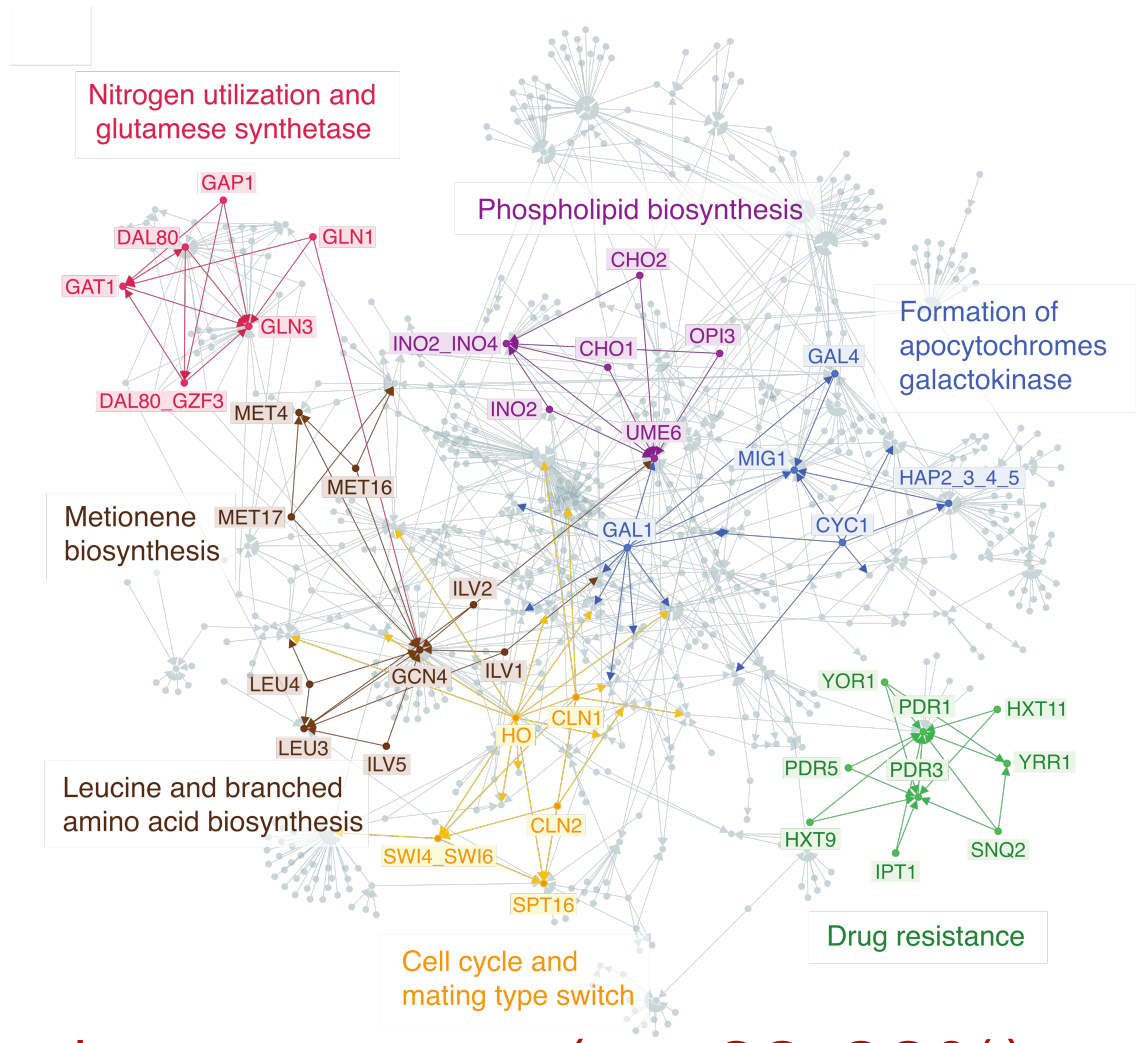 Nitrogen utilization and
glutamese synthetase
GAP1
DAL80
GLN1
GAT1
GLN3
DAL80_GZF3
Phospholipid biosynthesis
CHO2
INO2_INO4
CHO1
OPI3
INO2
UME6
Formation of
apocytochromes
galactokinase
GAL4
MIG1
HAP2_3_4_5
GAL1
CYC1
MET4
MET16
MET17
Metionene
biosynthesis
ILV2
GCN4
ILV1
LEU4
LEU3
ILV5
Leucine and branched
amino acid biosynthesis
CLN1
HO
CLN2
SWI4_SWI6
SPT16
Cell cycle and
mating type switch
YOR1
PDR1
HXT11
PDR5
PDR3
YRR1
HXT9
SNQ2
IPT1
Drug resistance